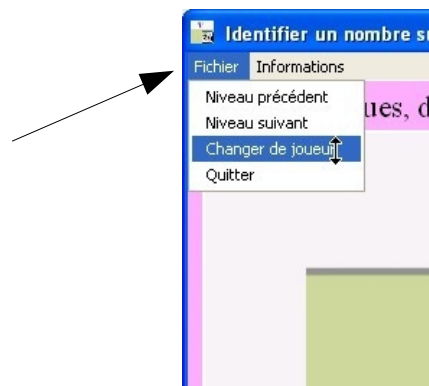 Identifier un nombre s
Fichier Informations
ues, d
Niveau précédent
Niveau suivant
Changer de joueur
Quitter